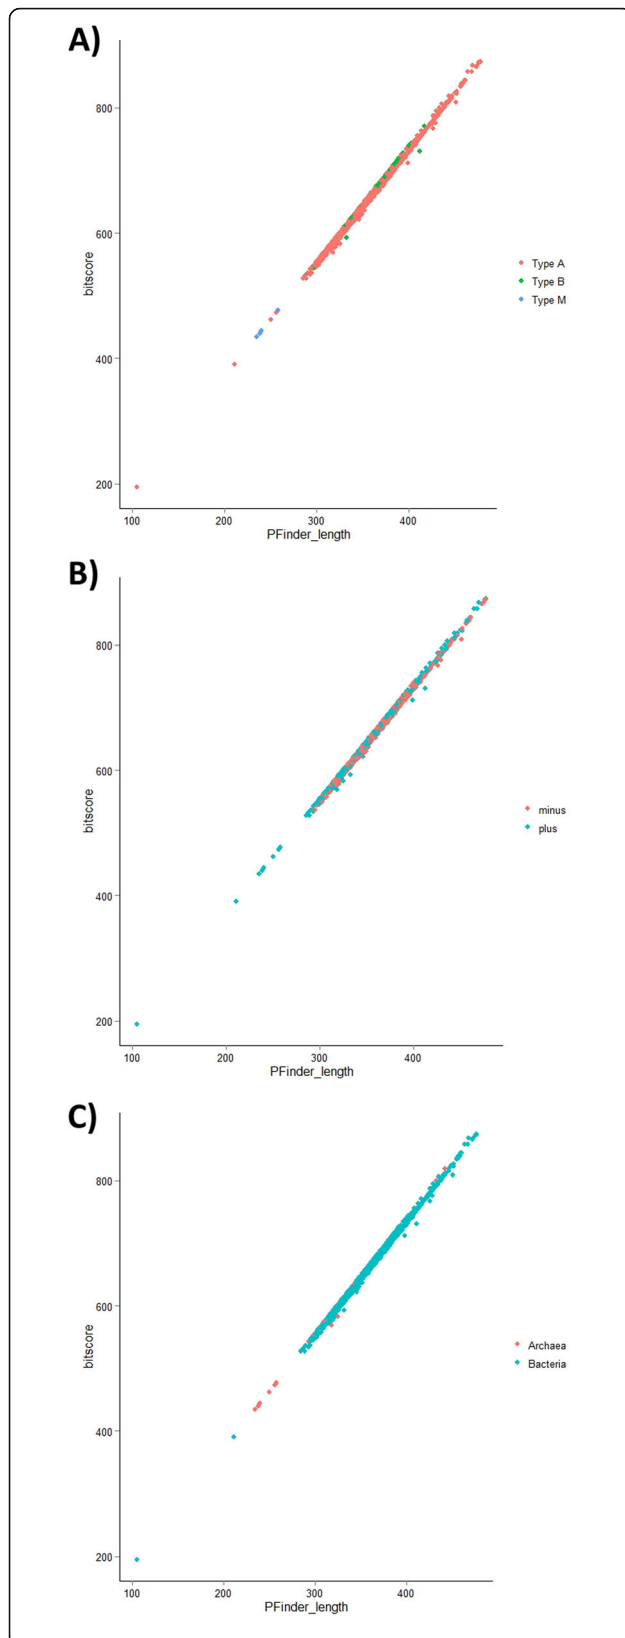 A)
800
600
400
200
bitscore
100 200 300 400
PFinder_length
Type A
Type B
Type M
B)
800
600
400
200
bitscore
100 200 300 400
PFinder_length
minus
plus
C)
800
600
400
200
bitscore
100 200 300 400
PFinder_length
Archaea
Bacteria